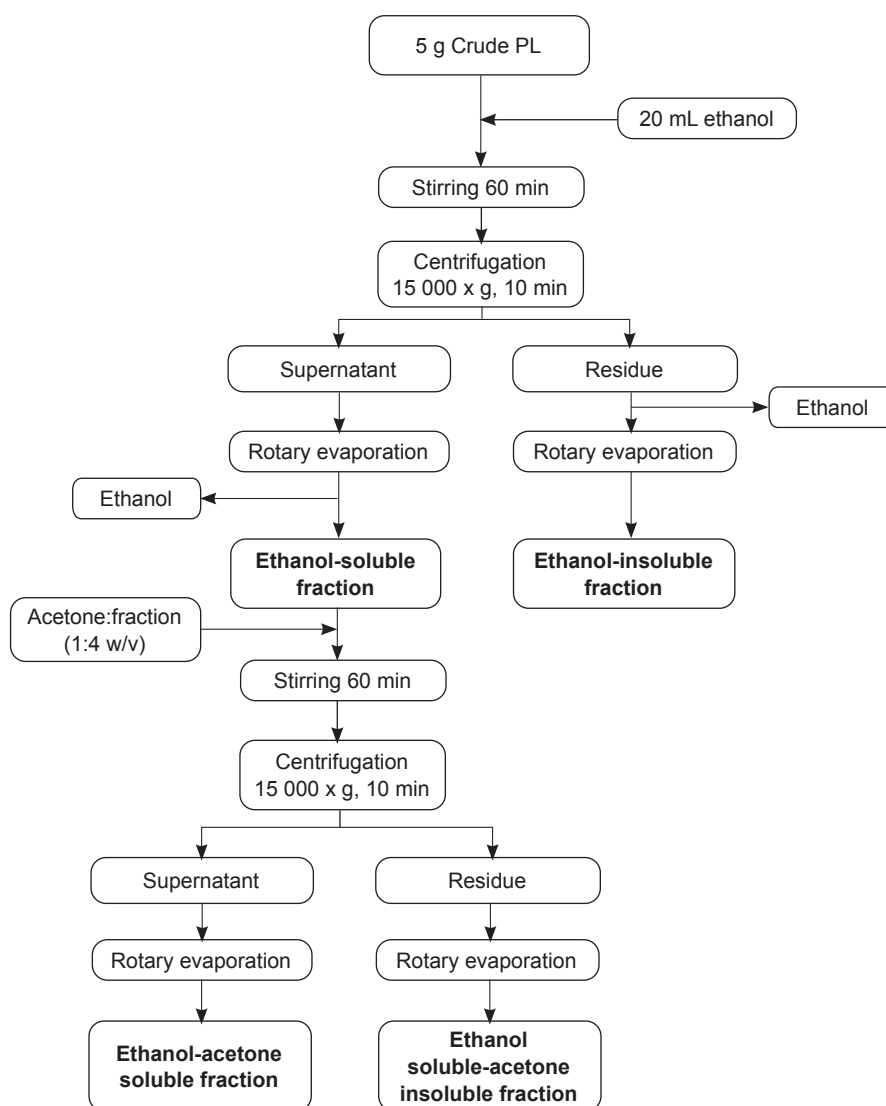 5 g Crude PL
20 mL ethanol
Stirring 60 min
Centrifugation
15 000 x g, 10 min
Supernatant
Residue
Ethanol
Rotary evaporation
Rotary evaporation
Ethanol
Ethanol-soluble
fraction
Ethanol-insoluble
fraction
Acetone:fraction
(1:4 w/v)
Stirring 60 min
Centrifugation
15 000 x g, 10 min
Supernatant
Residue
Rotary evaporation
Rotary evaporation
Ethanol-acetone
soluble fraction
Ethanol
soluble-acetone
insoluble fraction